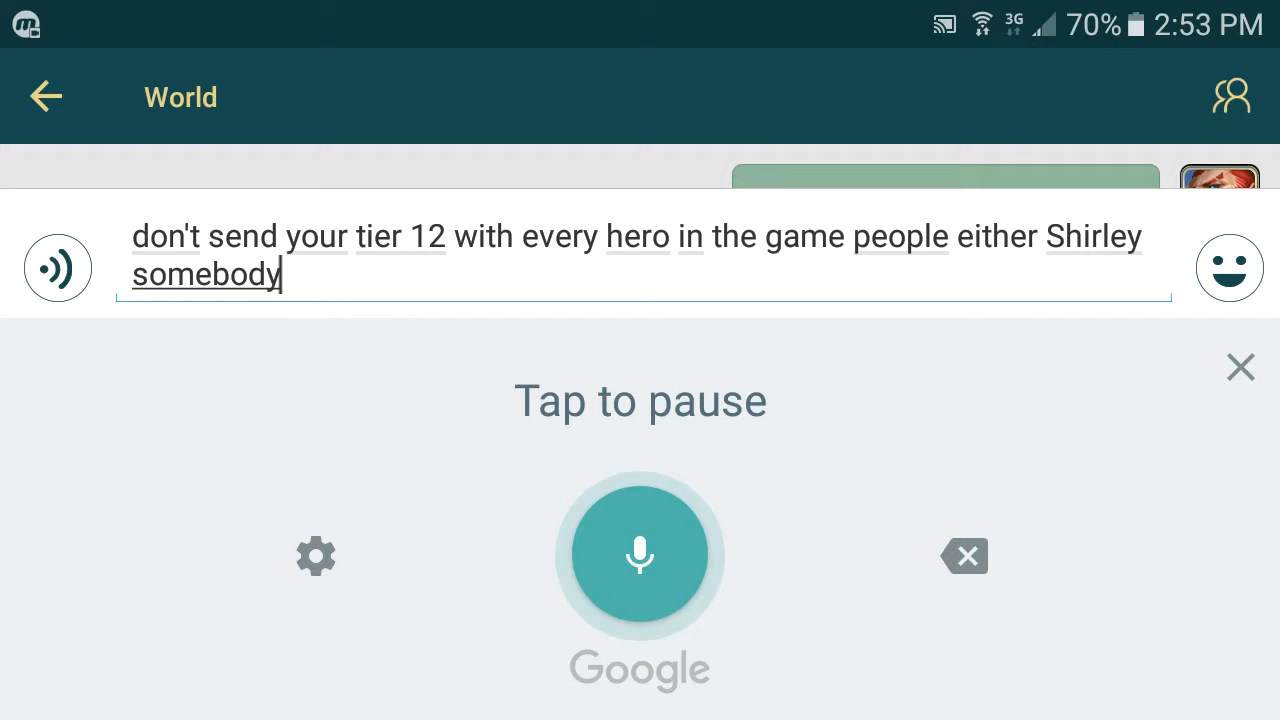 3G 70% 2:53 PM
World
don't send your tier 12 with every hero in the game people either Shirley
somebody
Tap to pause
Google